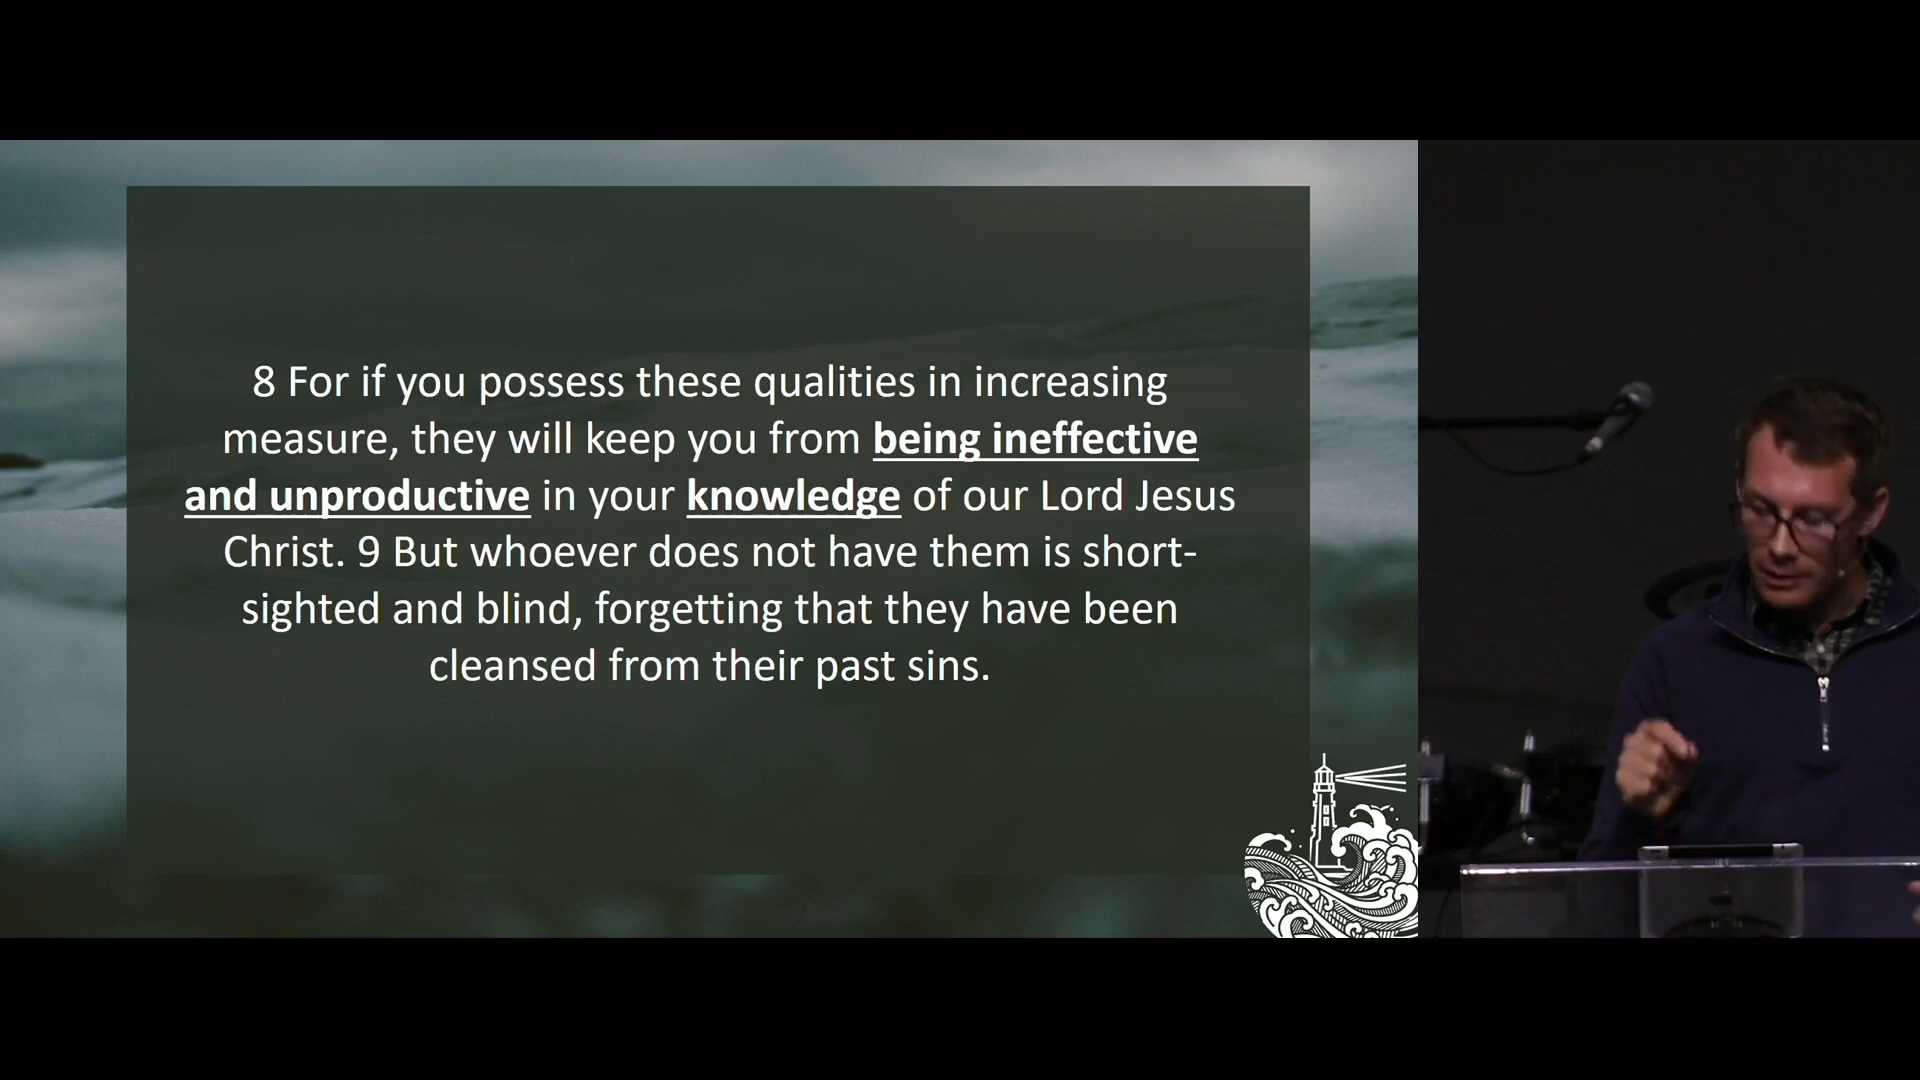 8 For if you possess these qualities in increasing
measure, they will keep you from being ineffective
and unproductive in your knowledge of our Lord Jesus
Christ. 9 But whoever does not have them is short-
sighted and blind, forgetting that they have been
cleansed from their past sins.